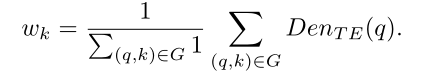 $w_k = \frac{1}{\sum_{(q,k) \in G} 1} \sum_{(q,k) \in G} Den_{TE}(q).$